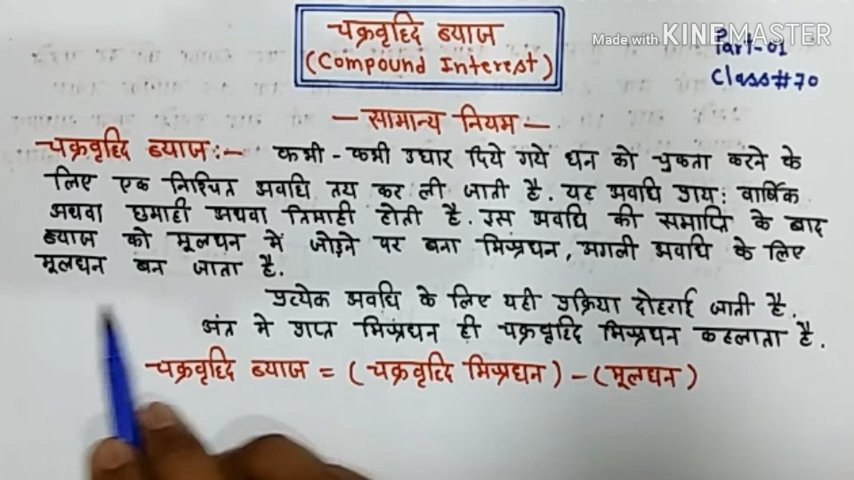 Made with KINEMASTER
चक्रवृद्दि ब्याज
(Compound Interest)
Part-01
Class#70
— सामान्य नियम —
चक्रवृद्दि ब्याज :- कभी-कभी उधार दिये गये धन को चुकता करने के
लिए एक निश्चित अवधि तय कर ली जाती है. यह अवधि प्राय: वार्षिक
अथवा छमाही अथवा तिमाही होती है. उस अवधि की समाप्ति के बाद
ब्याज को मूलधन में जोड़ने पर बना मिश्रधन, अगली अवधि के लिए
मूलधन बन जाता है.
प्रत्येक अवधि के लिए यही प्रक्रिया दोहराई जाती है.
अंत मे प्राप्त मिश्रधन ही चक्रवृद्दि मिश्रधन कहलाता है.
चक्रवृद्दि ब्याज = (चक्रवृद्दि मिश्रधन) - (मूलधन)